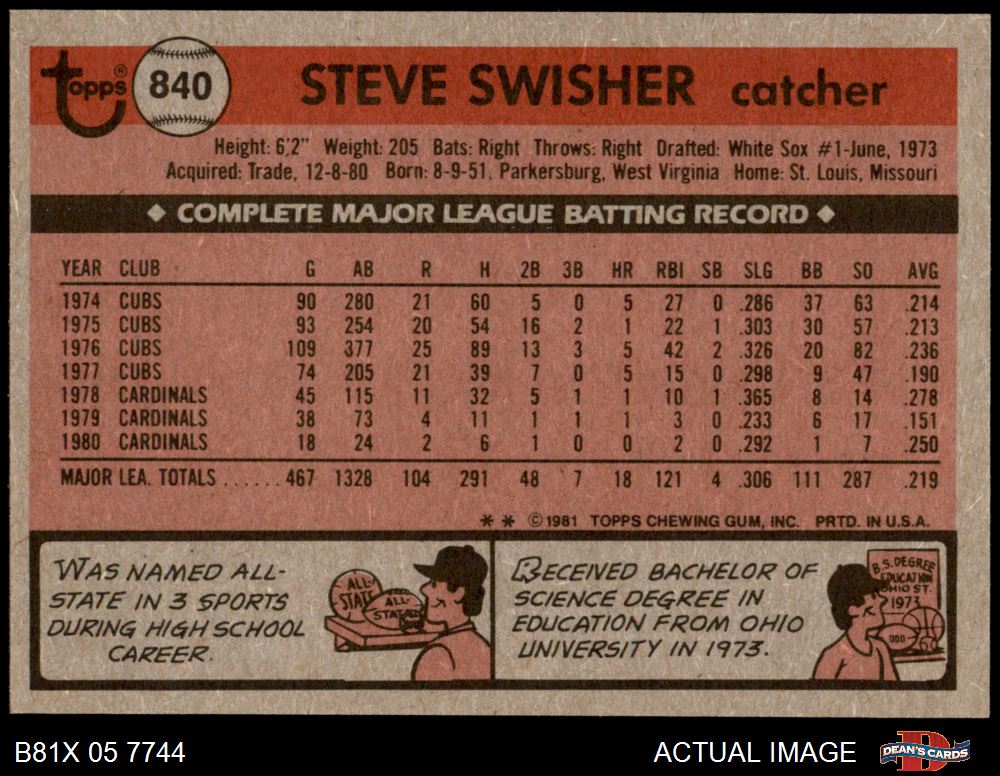 Topps® 840 STEVE SWISHER catcher
Height: 6'2" Weight: 205 Bats: Right Throws: Right Drafted: White Sox #1-June, 1973
Acquired: Trade, 12-8-80 Born: 8-9-51, Parkersburg, West Virginia Home: St. Louis, Missouri
◆ COMPLETE MAJOR LEAGUE BATTING RECORD ◆
YEAR CLUB G AB R H 2B 3B HR RBI SB SLG BB SO AVG
1974 CUBS 90 280 21 60 5 0 5 27 0 .286 37 63 .214
1975 CUBS 93 254 20 54 16 2 1 22 1 .303 30 57 .213
1976 CUBS 109 377 25 89 13 3 5 42 2 .326 20 82 .236
1977 CUBS 74 205 21 39 7 0 5 15 0 .298 9 47 .190
1978 CARDINALS 45 115 11 32 5 1 1 10 1 .365 8 14 .278
1979 CARDINALS 38 73 4 11 1 1 1 3 0 .233 6 17 .151
1980 CARDINALS 18 24 2 6 1 0 0 2 0 .292 1 7 .250
MAJOR LEA. TOTALS ...... 467 1328 104 291 48 7 18 121 4 .306 111 287 .219
* * ©1981 TOPPS CHEWING GUM, INC. PRTD. IN U.S.A.
WAS NAMED ALL-
STATE IN 3 SPORTS
DURING HIGH SCHOOL
CAREER.
ALL-
STATE
ALL-
STATE
RECEIVED BACHELOR OF
SCIENCE DEGREE IN
EDUCATION FROM OHIO
UNIVERSITY IN 1973.
B.S. DEGREE
EDUCATION
OHIO ST.
1973
B81X 05 7744
ACTUAL IMAGE
DEAN'S CARDS